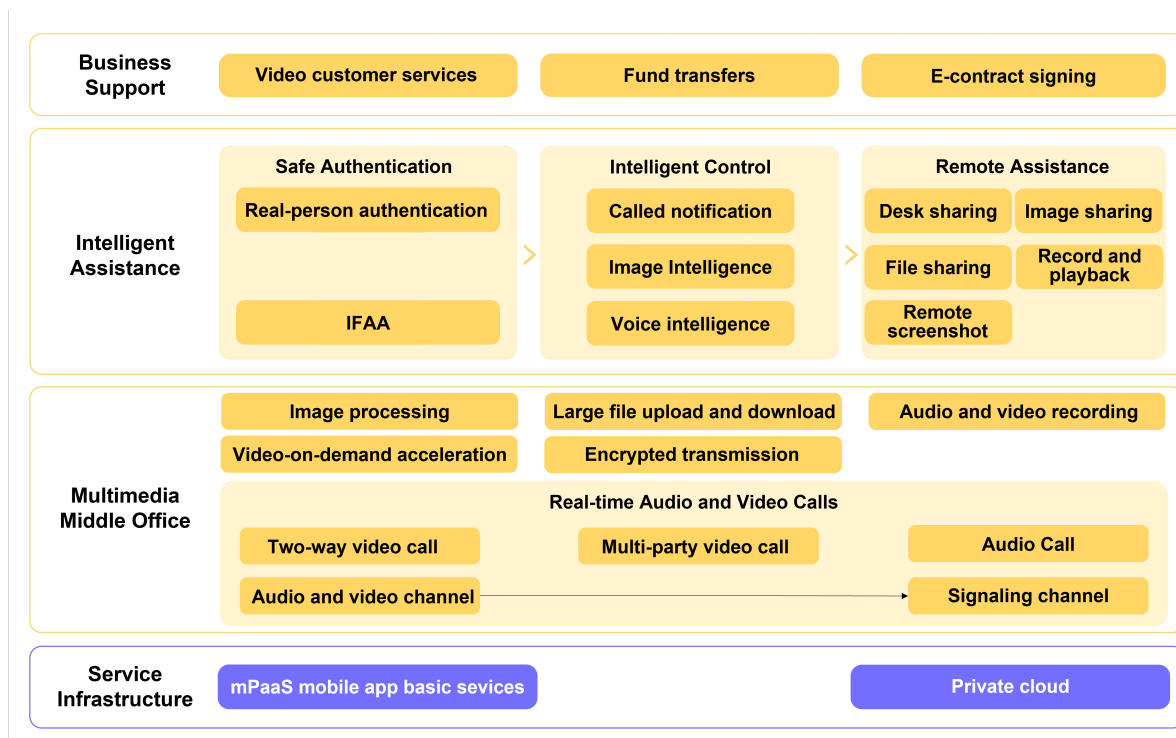 Business
Support
Video customer services
Fund transfers
E-contract signing
Intelligent
Assistance
Safe Authentication
Real-person authentication
IFAA
Intelligent Control
Called notification
Image Intelligence
Voice intelligence
Remote Assistance
Desk sharing
Image sharing
File sharing
Record and
playback
Remote
screenshot
Multimedia
Middle Office
Image processing
Large file upload and download
Audio and video recording
Video-on-demand acceleration
Encrypted transmission
Real-time Audio and Video Calls
Two-way video call
Multi-party video call
Audio Call
Audio and video channel
Signaling channel
Service
Infrastructure
mPaaS mobile app basic sevices
Private cloud